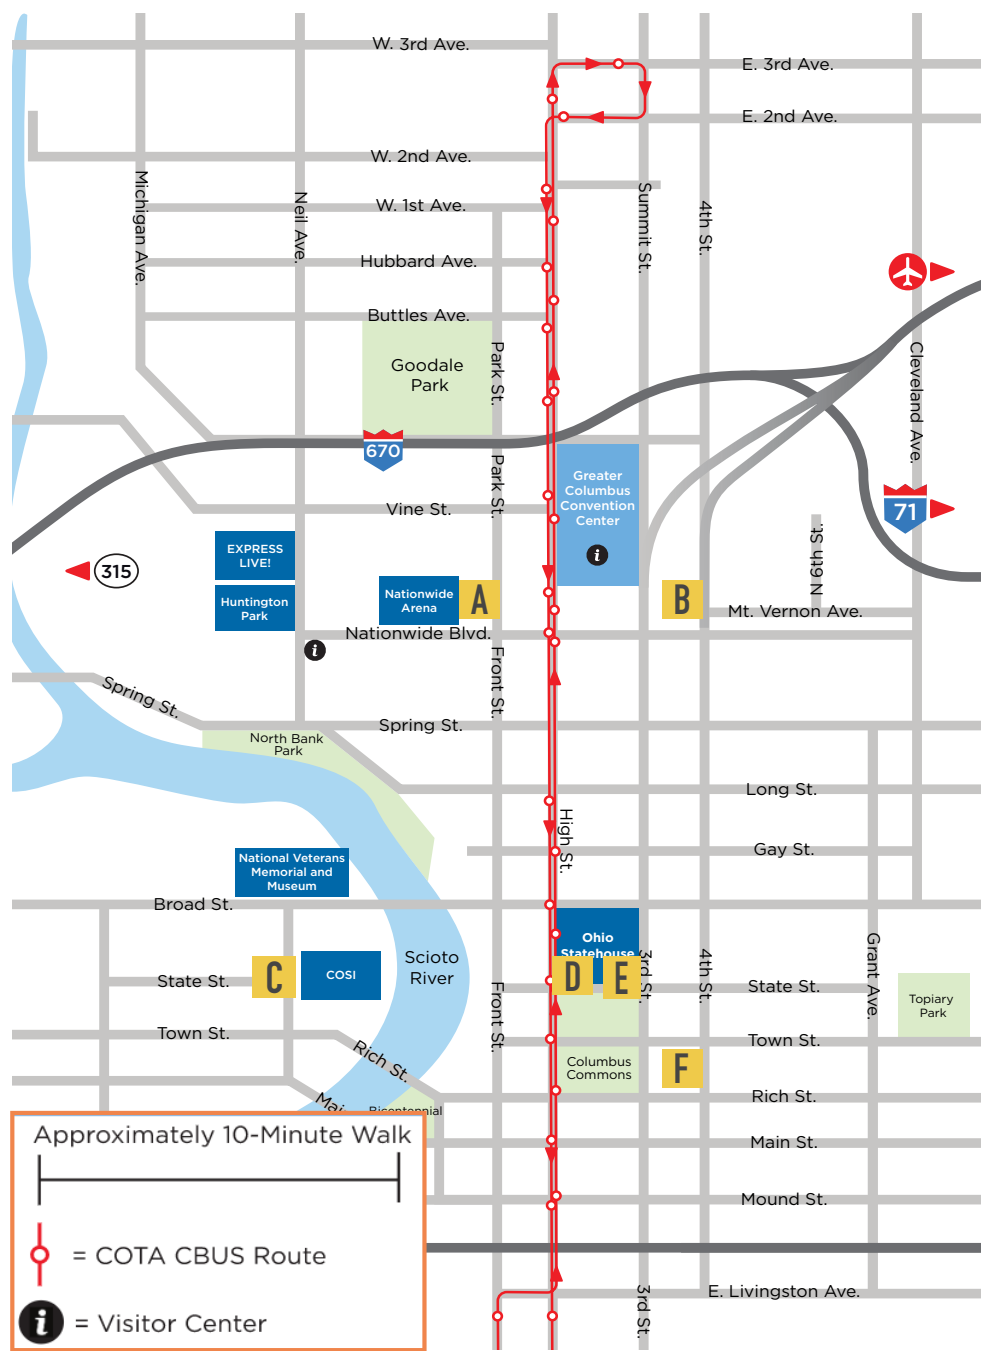 W. 3rd Ave.
E. 3rd Ave.
E. 2nd Ave.
W. 2nd Ave.
Michigan Ave.
Neil Ave.
Summit St.
4th St.
W. 1st Ave.
Hubbard Ave.
Buttles Ave.
Goodale
Park
Park St.
Cleveland Ave.
670
Park St.
Greater
Columbus
Convention
Center
i
Vine St.
71
N 6th St.
EXPRESS
LIVE!
315
Huntington
Park
Nationwide
Arena
A
B
Mt. Vernon Ave.
Nationwide Blvd.
i
Front St.
Spring St.
Spring St.
North Bank
Park
Long St.
High St.
Gay St.
National Veterans
Memorial and
Museum
Broad St.
Ohio
Statehouse
Scioto
River
3rd St.
4th St.
Grant Ave.
C
COSI
D
E
State St.
State St.
Topiary
Park
Front St.
Town St.
Town St.
Rich St.
Columbus
Commons
F
Rich St.
Mai
Bicentennial
Main St.
Mound St.
Approximately 10-Minute Walk
= COTA CBUS Route
i = Visitor Center
E. Livingston Ave.
3rd St.